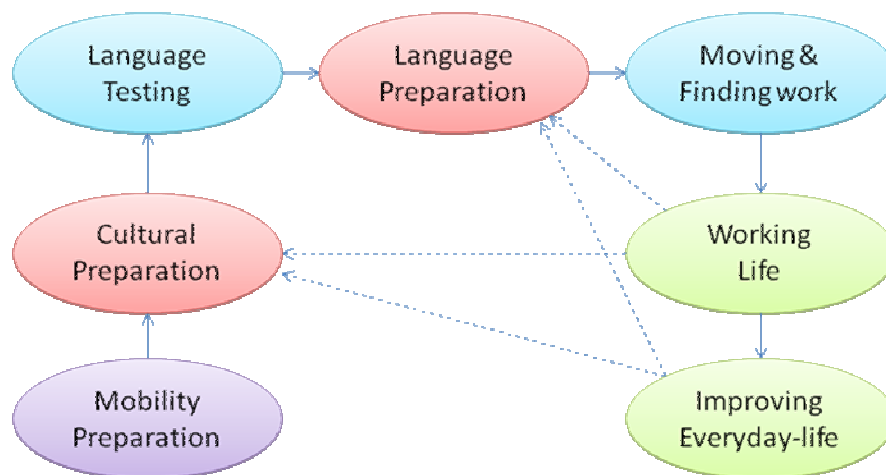 Language
Testing
Language
Preparation
Moving &
Finding work
Cultural
Preparation
Working
Life
Mobility
Preparation
Improving
Everyday-life